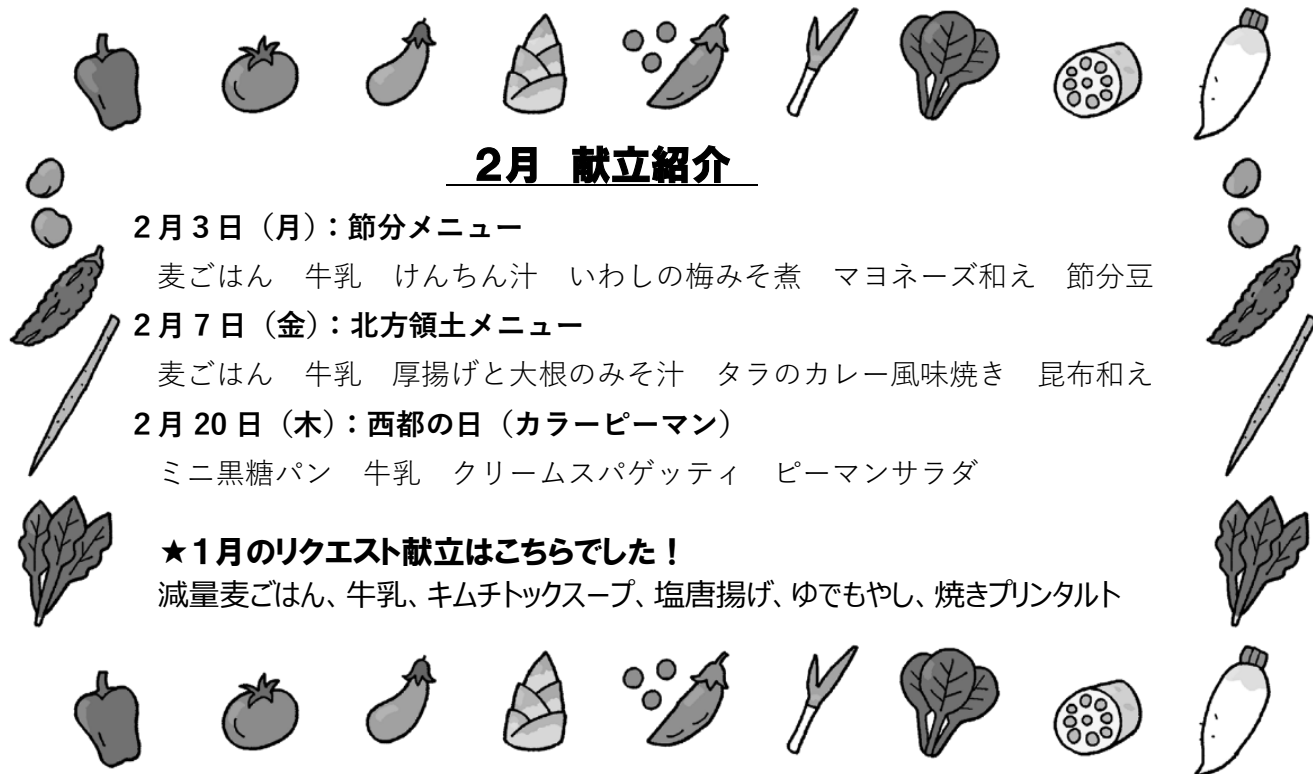 ２月　献立紹介
２月３日（月）：節分メニュー
麦ごはん　牛乳　けんちん汁　いわしの梅みそ煮　マヨネーズ和え　節分豆
２月７日（金）：北方領土メニュー
麦ごはん　牛乳　厚揚げと大根のみそ汁　タラのカレー風味焼き　昆布和え
２月 20 日（木）：西都の日（カラーピーマン）
ミニ黒糖パン　牛乳　クリームスパゲッティ　ピーマンサラダ
★１月のリクエスト献立はこちらでした！
減量麦ごはん、牛乳、キムチトックスープ、塩唐揚げ、ゆでもやし、焼きプリンタルト